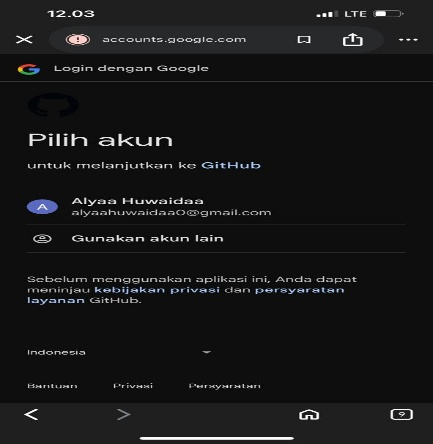 12.03
LTE
accounts.google.com
Login dengan Google
Pilih akun
untuk melanjutkan ke GitHub
A
Alyaa Huwaidaa
alyaahuwaidaa0@gmail.com
Gunakan akun lain
Sebelum menggunakan aplikasi ini, Anda dapat
meninjau kebijakan privasi dan persyaratan
layanan GitHub.
Indonesia
Bantuan Privasi Persyaratan
9